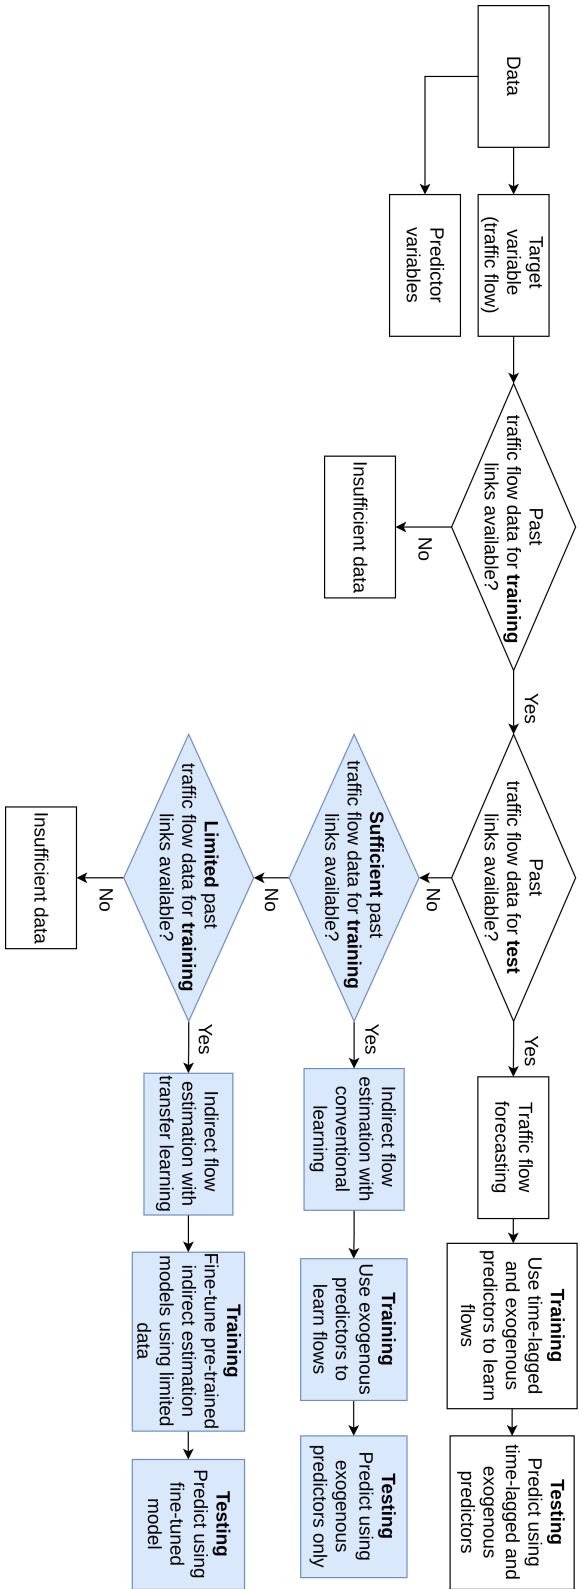 Data
Target
variable
(traffic flow)
Predictor
variables
Past
traffic flow data for training
links available?
No
Insufficient data
Yes
Past
traffic flow data for test
links available?
Yes
Traffic flow
forecasting
Training
Use time-lagged
and exogenous
predictors to learn
flows
Testing
Predict using
time-lagged and
exogenous
predictors
No
Sufficient past
traffic flow data for training
links available?
Yes
Indirect flow
estimation with
conventional
learning
Training
Use exogenous
predictors to
learn flows
Testing
Predict using
exogenous
predictors only
No
Limited past
traffic flow data for training
links available?
Yes
Indirect flow
estimation with
transfer learning
Training
Fine-tune pre-trained
indirect estimation
models using limited
data
Testing
Predict using
fine-tuned
model
No
Insufficient data